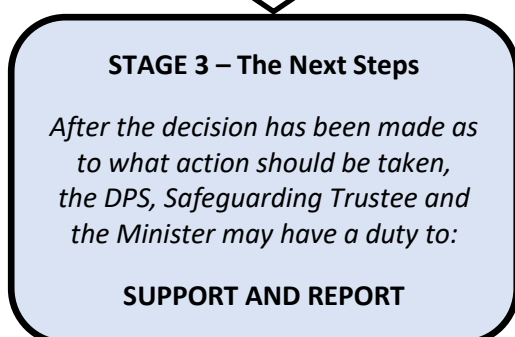 STAGE 3 – The Next Steps
After the decision has been made as
to what action should be taken,
the DPS, Safeguarding Trustee and
the Minister may have a duty to:
SUPPORT AND REPORT